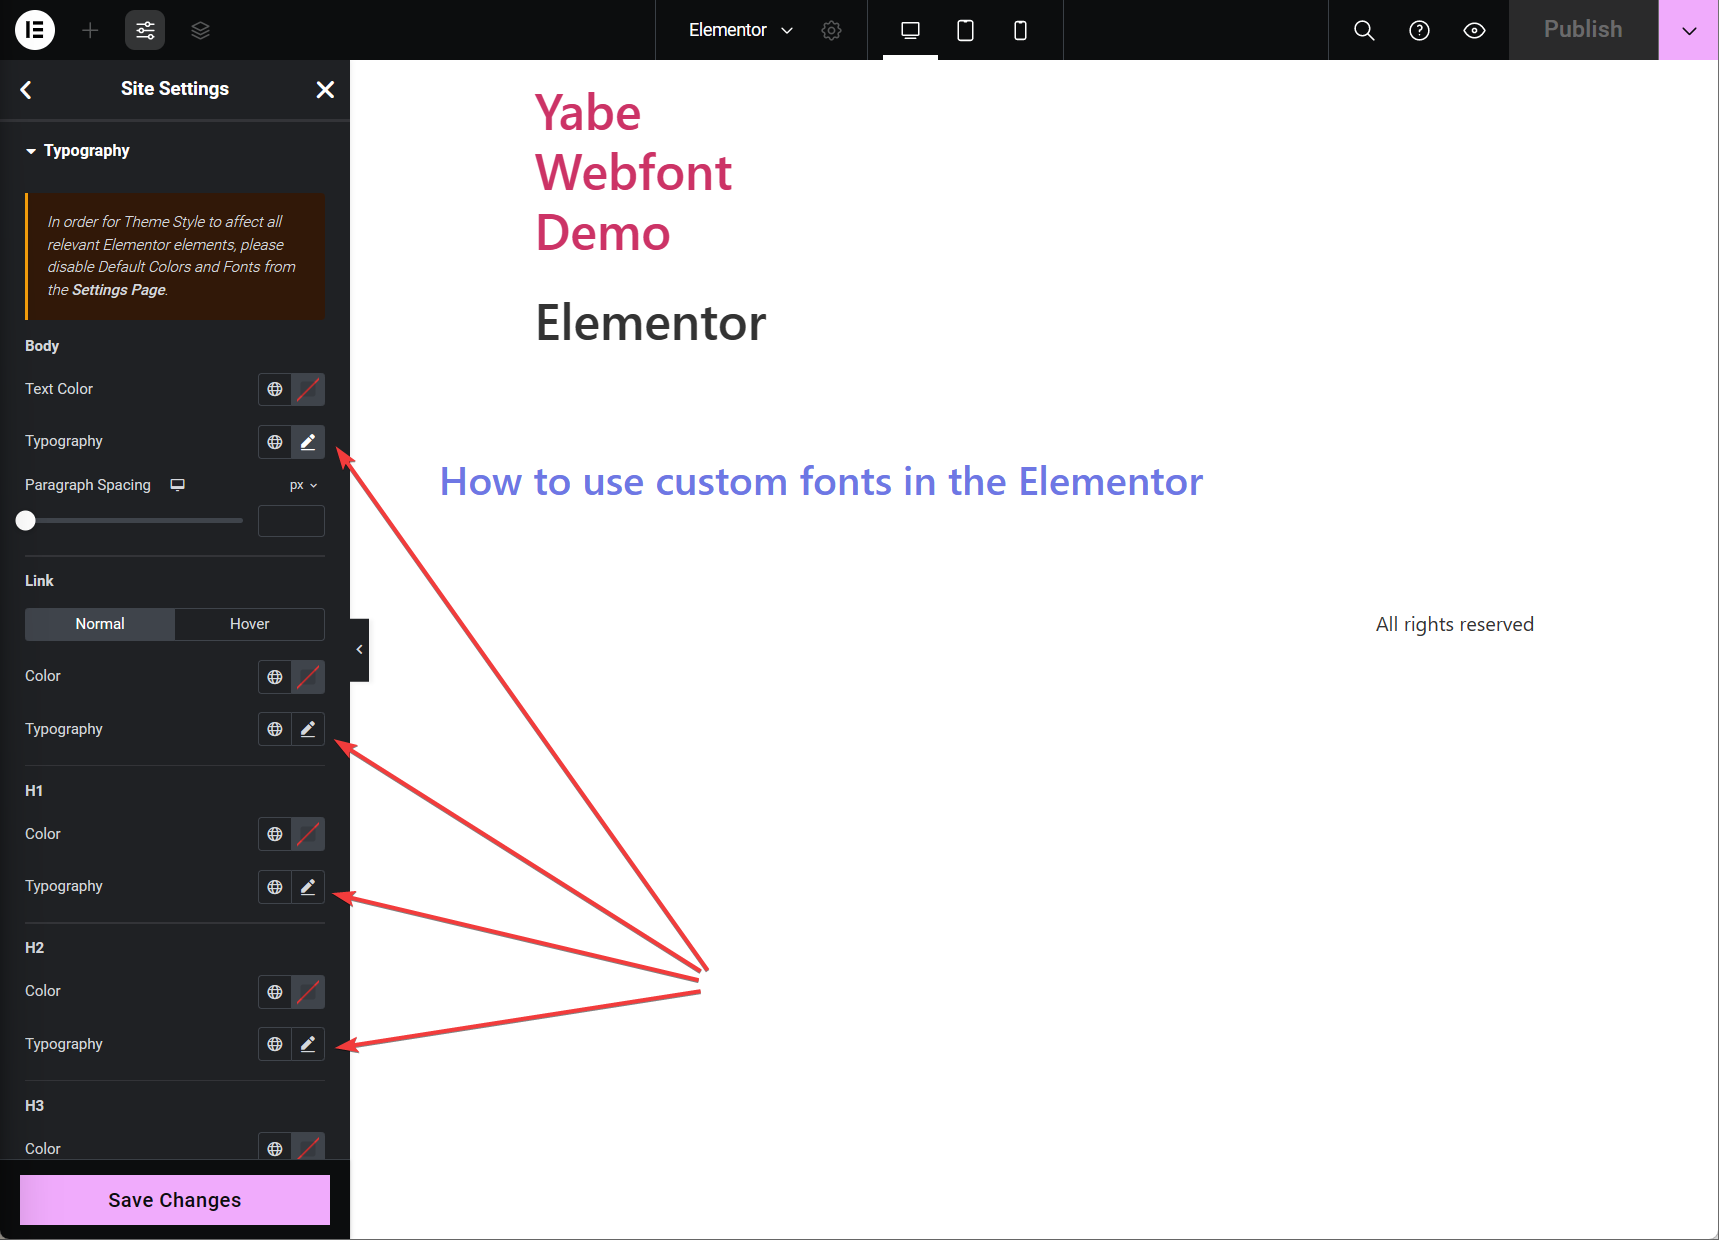 Elementor
Publish
Site Settings
Typography
In order for Theme Style to affect all
relevant Elementor elements, please
disable Default Colors and Fonts from
the Settings Page.
Body
Text Color
Typography
Paragraph Spacing
px
Link
Normal
Hover
Color
Typography
H1
Color
Typography
H2
Color
Typography
H3
Color
Save Changes
Yabe
Webfont
Demo
Elementor
How to use custom fonts in the Elementor
All rights reserved